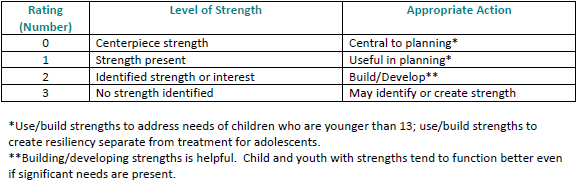 Rating (Number) Level of Strength Appropriate Action
0 Centerpiece strength Central to planning*
1 Strength present Useful in planning*
2 Identified strength or interest Build/Develop**
3 No strength identified May identify or create strength
*Use/build strengths to address needs of children who are younger than 13; use/build strengths to
create resiliency separate from treatment for adolescents.
**Building/developing strengths is helpful.  Child and youth with strengths tend to function better even
if significant needs are present.